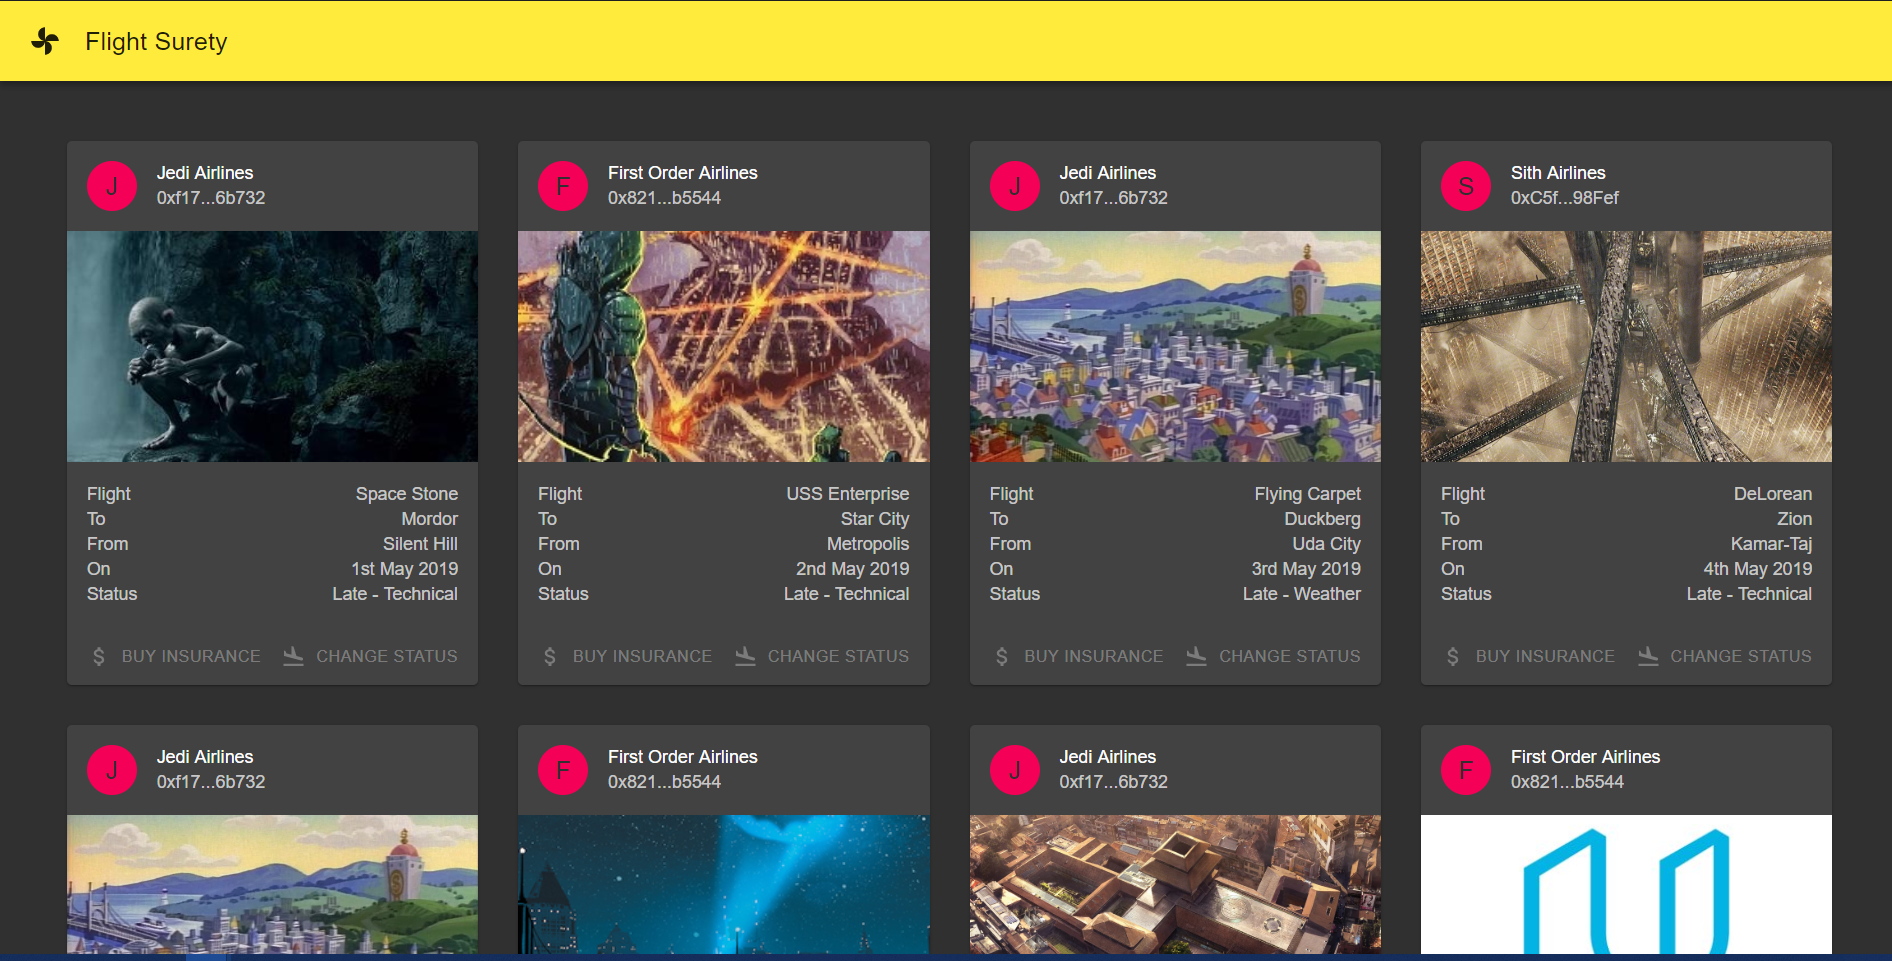 Flight Surety
J
Jedi Airlines
0xf17...6b732
Flight Space Stone
To Mordor
From Silent Hill
On 1st May 2019
Status Late - Technical
BUY INSURANCE CHANGE STATUS
F
First Order Airlines
0x821...b5544
Flight USS Enterprise
To Star City
From Metropolis
On 2nd May 2019
Status Late - Technical
BUY INSURANCE CHANGE STATUS
J
Jedi Airlines
0xf17...6b732
Flight Flying Carpet
To Duckberg
From Uda City
On 3rd May 2019
Status Late - Weather
BUY INSURANCE CHANGE STATUS
S
Sith Airlines
0xC5f...98Fef
Flight DeLorean
To Zion
From Kamar-Taj
On 4th May 2019
Status Late - Technical
BUY INSURANCE CHANGE STATUS
J
Jedi Airlines
0xf17...6b732
F
First Order Airlines
0x821...b5544
J
Jedi Airlines
0xf17...6b732
F
First Order Airlines
0x821...b5544